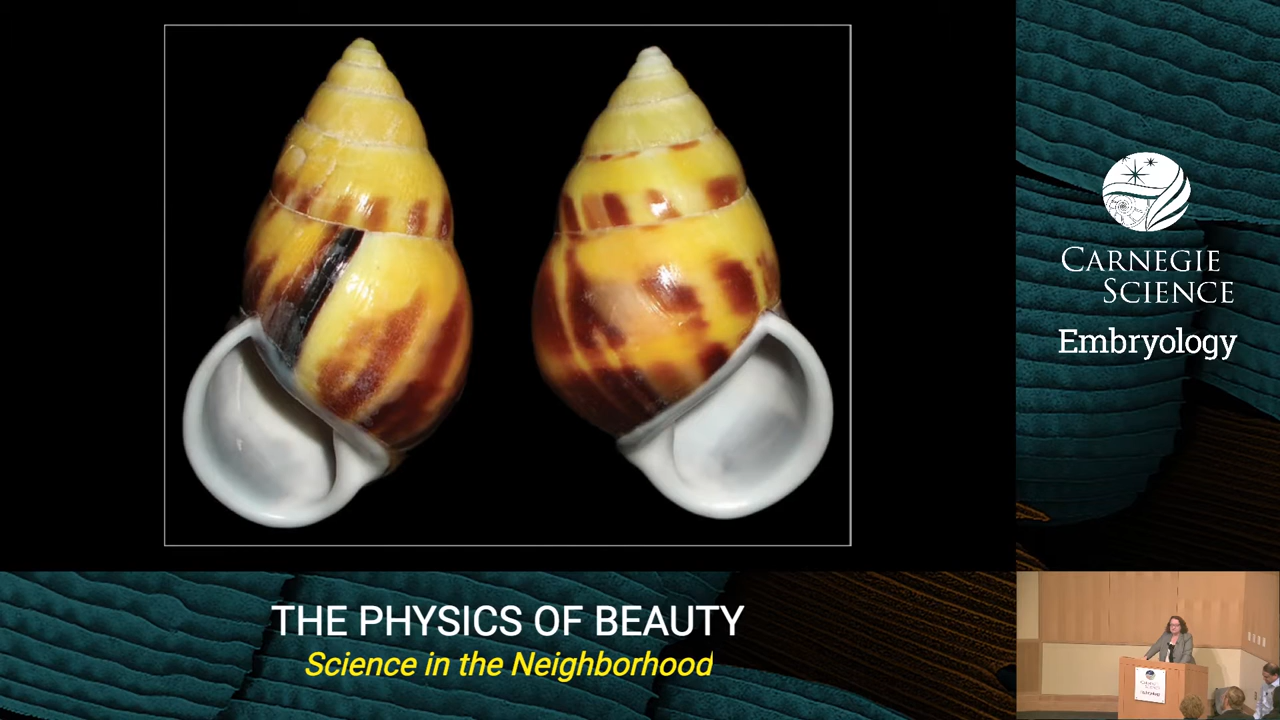 CARNEGIE
SCIENCE
Embryology
THE PHYSICS OF BEAUTY
Science in the Neighborhood